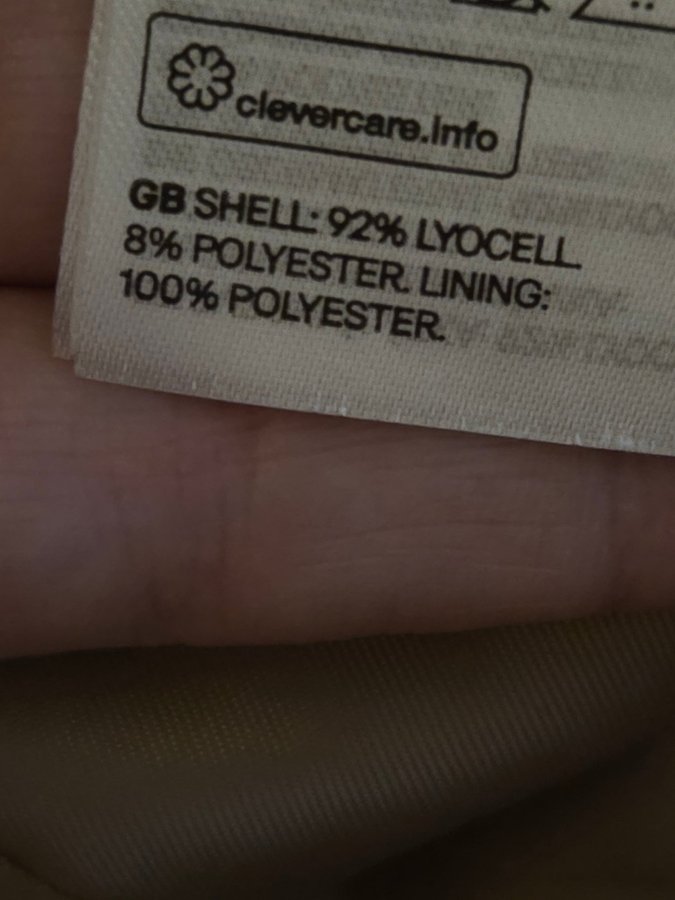 clevercare.info
GB SHELL: 92% LYOCELL.
8% POLYESTER. LINING:
100% POLYESTER.